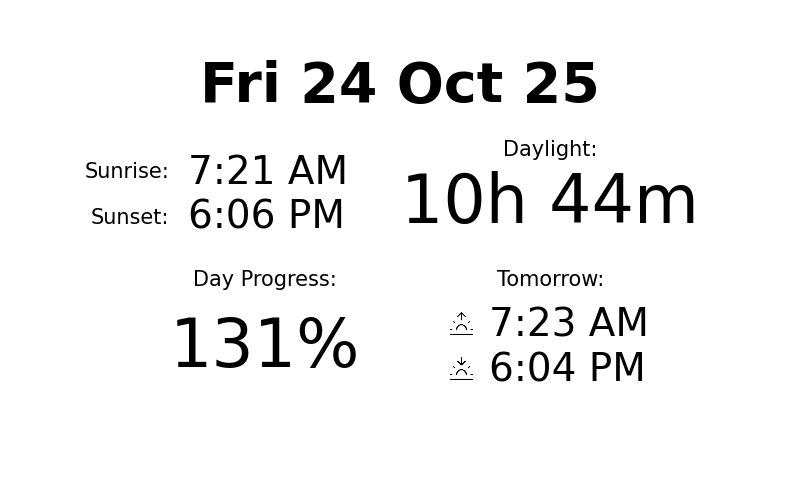 Fri 24 Oct 25
Sunrise: 7:21 AM
Sunset: 6:06 PM
Daylight:
10h 44m
Day Progress:
131%
Tomorrow:
7:23 AM
6:04 PM